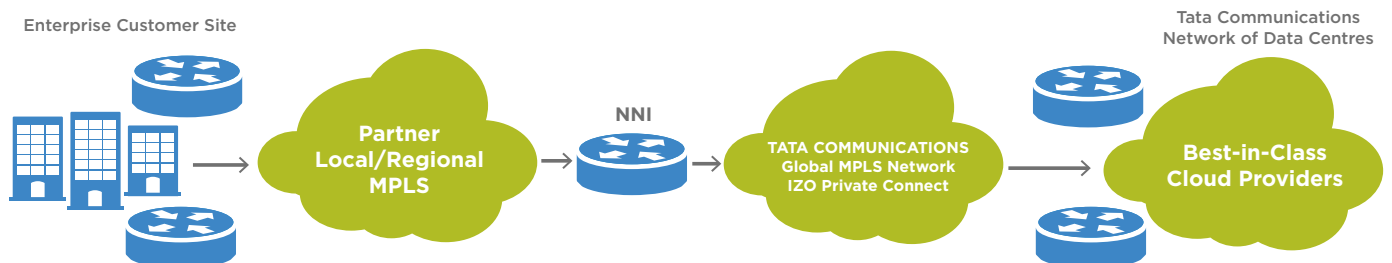 Enterprise Customer Site
Partner
Local/Regional
MPLS
NNI
TATA COMMUNICATIONS
Global MPLS Network
IZO Private Connect
Tata Communications
Network of Data Centres
Best-in-Class
Cloud Providers